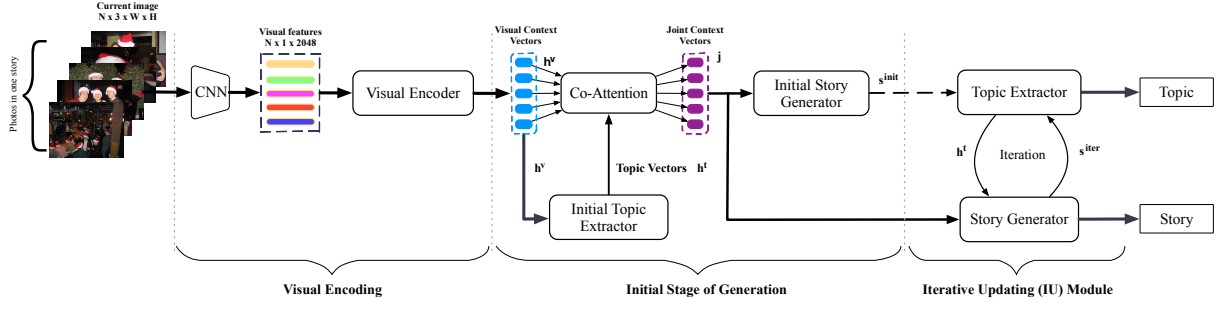 Current image
N x 3 x W x H
Photos in one story
CNN
Visual features
N x 1 x 2048
Visual Encoder
Visual Context
Vectors
h^v
Co-Attention
Joint Context
Vectors
j
Initial Story
Generator
s^init
Topic Extractor
Topic
h^t
Iteration
s^iter
h^v
Topic Vectors h^t
Initial Topic
Extractor
Story Generator
Story
Visual Encoding
Initial Stage of Generation
Iterative Updating (IU) Module